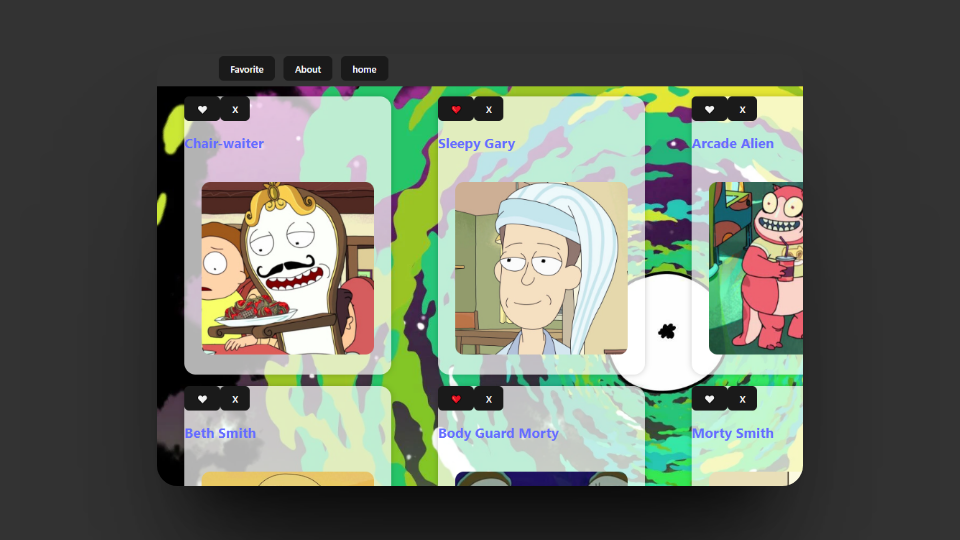 Favorite About home
X X X
Chair-waiter Sleepy Gary Arcade Alien
X X X
Beth Smith Body Guard Morty Morty Smith